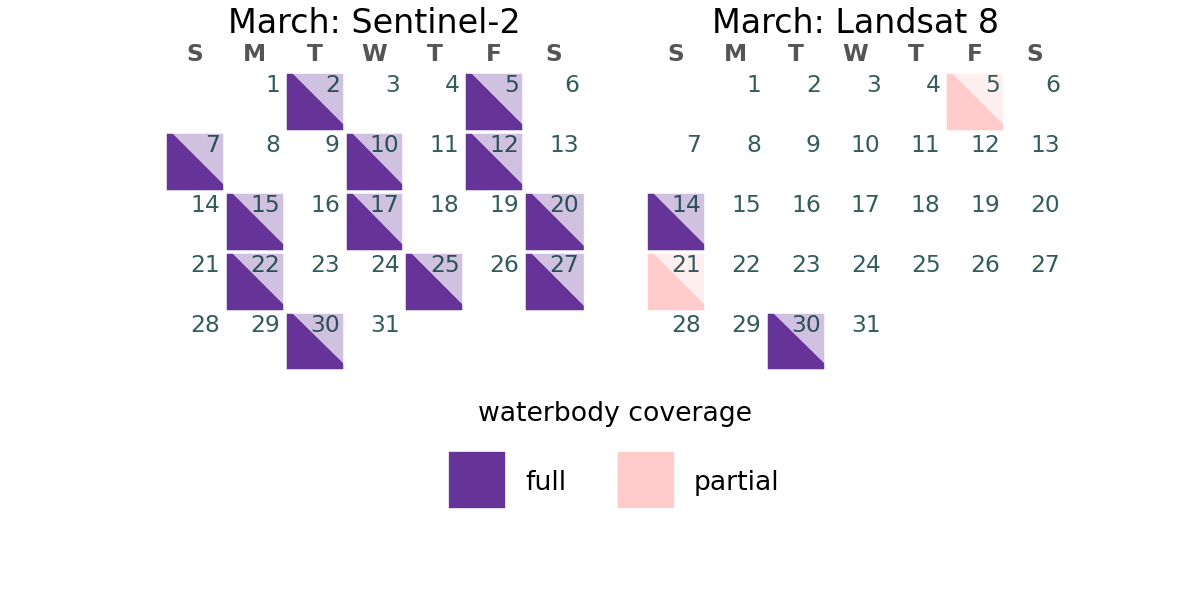 March: Sentinel-2
S M T W T F S
1 2 3 4 5 6
7 8 9 10 11 12 13
14 15 16 17 18 19 20
21 22 23 24 25 26 27
28 29 30 31
March: Landsat 8
S M T W T F S
1 2 3 4 5 6
7 8 9 10 11 12 13
14 15 16 17 18 19 20
21 22 23 24 25 26 27
28 29 30 31
waterbody coverage
full partial